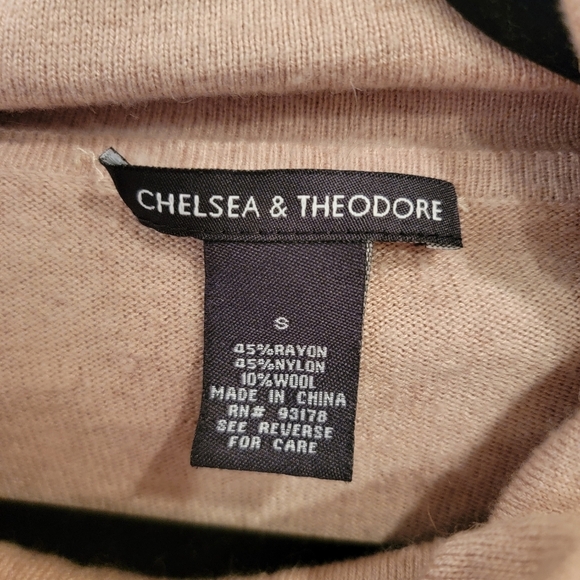 CHELSEA & THEODORE
S
45%RAYON
45%NYLON
10%WOOL
MADE IN CHINA
RN# 93178
SEE REVERSE
FOR CARE